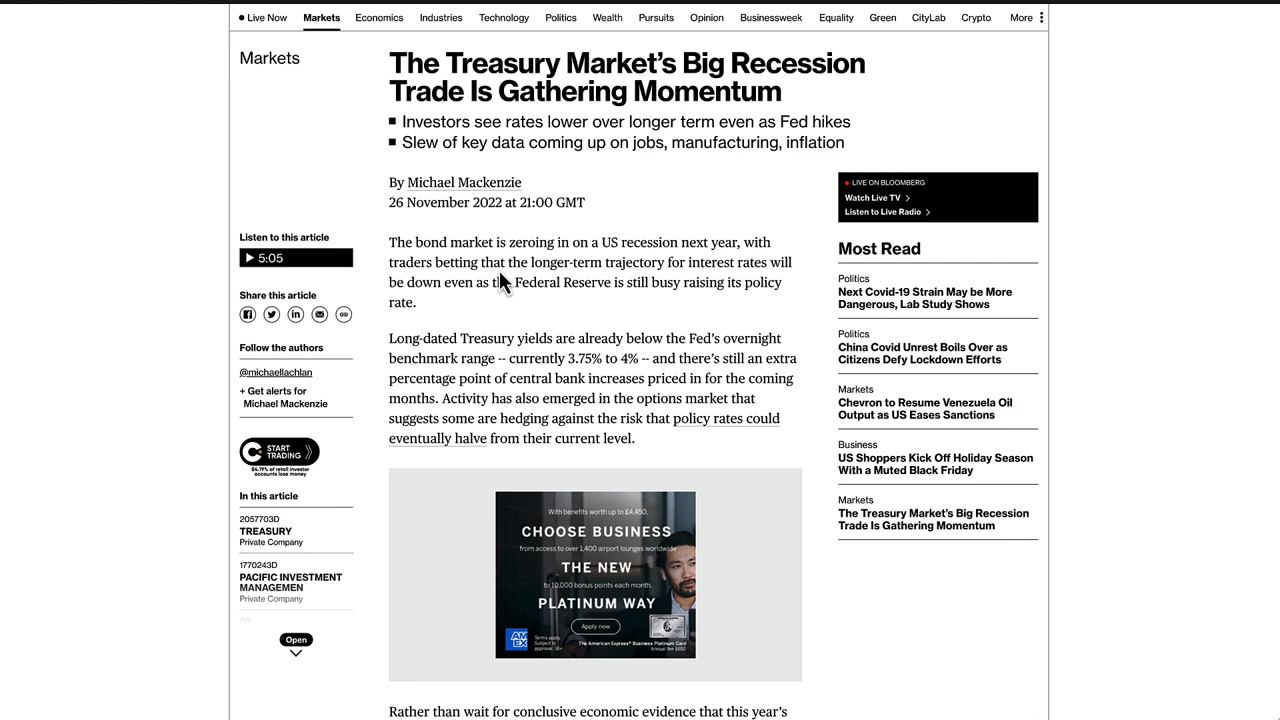 Live Now Markets Economics Industries Technology Politics Wealth Pursuits Opinion Businessweek Equality Green CityLab Crypto More
Markets
The Treasury Market's Big Recession
Trade Is Gathering Momentum
Investors see rates lower over longer term even as Fed hikes
Slew of key data coming up on jobs, manufacturing, inflation
By Michael Mackenzie
26 November 2022 at 21:00 GMT
Listen to this article
5:05
Share this article
Follow the authors
@michaellachlan
+ Get alerts for
Michael Mackenzie
START
TRADING
84.19% of retail investor
accounts lose money
In this article
2057703D
TREASURY
Private Company
1770243D
PACIFIC INVESTMENT
MANAGEMEN
Private Company
GS
Open
The bond market is zeroing in on a US recession next year, with
traders betting that the longer-term trajectory for interest rates will
be down even as the Federal Reserve is still busy raising its policy
rate.
Long-dated Treasury yields are already below the Fed's overnight
benchmark range -- currently 3.75% to 4% -- and there's still an extra
percentage point of central bank increases priced in for the coming
months. Activity has also emerged in the options market that
suggests some are hedging against the risk that policy rates could
eventually halve from their current level.
With benefits worth up to £4,450,
CHOOSE BUSINESS
from access to over 1,400 airport lounges worldwide
THE NEW
to 10,000 bonus points each month.
PLATINUM WAY
Apply now
AM
EX
Terms apply.
Subject to
approval. 18+
The American Express® Business Platinum Card
Annual fee £650
Rather than wait for conclusive economic evidence that this year's
LIVE ON BLOOMBERG
Watch Live TV
Listen to Live Radio
Most Read
Politics
Next Covid-19 Strain May be More
Dangerous, Lab Study Shows
Politics
China Covid Unrest Boils Over as
Citizens Defy Lockdown Efforts
Markets
Chevron to Resume Venezuela Oil
Output as US Eases Sanctions
Business
US Shoppers Kick Off Holiday Season
With a Muted Black Friday
Markets
The Treasury Market's Big Recession
Trade Is Gathering Momentum